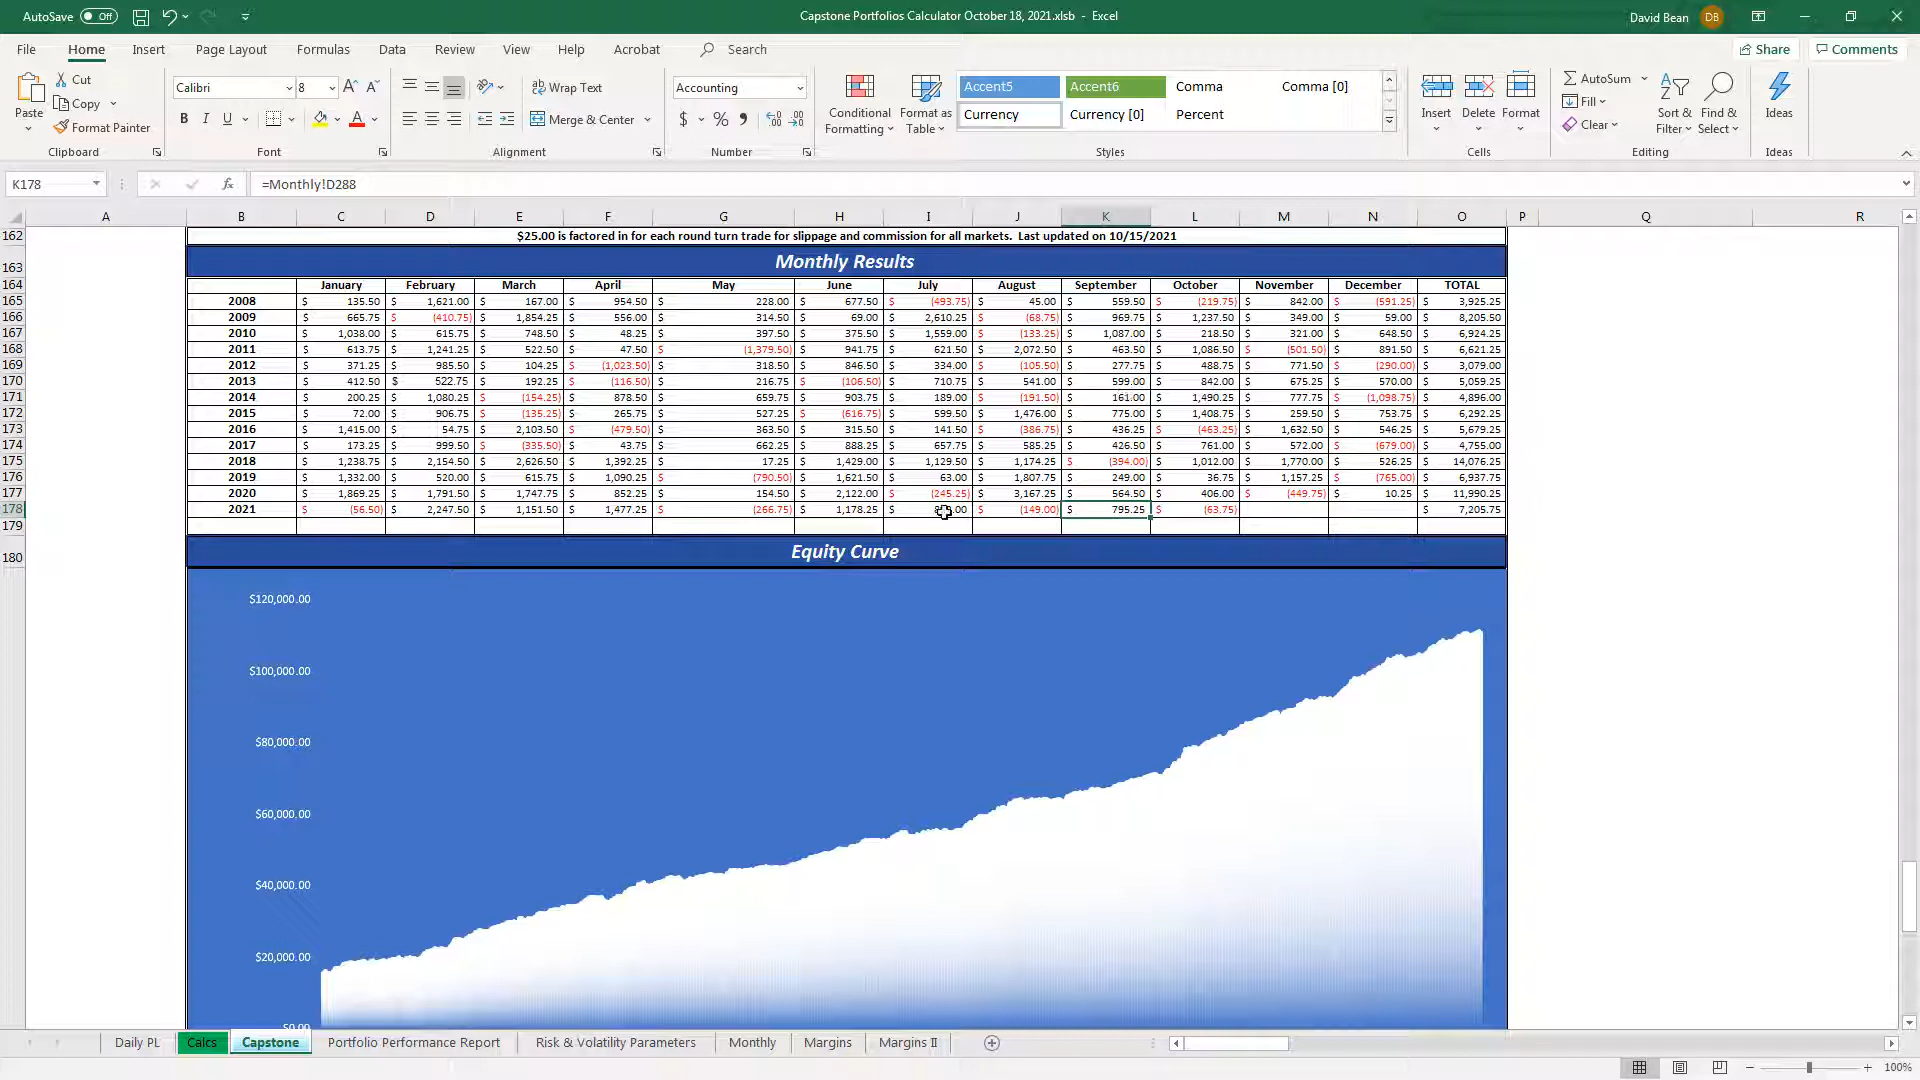 AutoSave Off
Capstone Portfolios Calculator October 18, 2021.xlsb - Excel
David Bean DB
File Home Insert Page Layout Formulas Data Review View Help Acrobat Search
Share Comments
Paste Cut Copy Format Painter
Calibri 8
B I U
Wrap Text
Merge & Center
Accounting
$ % 9
Conditional Formatting
Format as Table
Accent5 Accent6 Comma Comma [0]
Currency Currency [0] Percent
Insert Delete Format
AutoSum
Fill
Clear
Sort & Filter
Find & Select
Ideas
Clipboard Font Alignment Number Styles Cells Editing Ideas
K178 fx =Monthly!D288
A B C D E F G H I J K L M N O P Q R
162 $25.00 is factored in for each round turn trade for slippage and commission for all markets. Last updated on 10/15/2021
163 Monthly Results
164 January February March April May June July August September October November December TOTAL
165 2008 $ 135.50 $ 1,621.00 $ 167.00 $ 954.50 $ 228.00 $ 677.50 $ (493.75) $ 45.00 $ 559.50 $ (219.75) $ 842.00 $ (591.25) $ 3,925.25
166 2009 $ 665.75 $ (410.75) $ 1,854.25 $ 556.00 $ 314.50 $ 69.00 $ 2,610.25 $ (68.75) $ 969.75 $ 1,237.50 $ 349.00 $ 59.00 $ 8,205.50
167 2010 $ 1,038.00 $ 615.75 $ 748.50 $ 48.25 $ 397.50 $ 375.50 $ 1,559.00 $ (133.25) $ 1,087.00 $ 218.50 $ 321.00 $ 648.50 $ 6,924.25
168 2011 $ 613.75 $ 1,241.25 $ 522.50 $ 47.50 $ (1,379.50) $ 941.75 $ 621.50 $ 2,072.50 $ 463.50 $ 1,086.50 $ (501.50) $ 891.50 $ 6,621.25
169 2012 $ 371.25 $ 985.50 $ 104.25 $ (1,023.50) $ 318.50 $ 846.50 $ 334.00 $ (105.50) $ 277.75 $ 488.75 $ 771.50 $ (290.00) $ 3,079.00
170 2013 $ 412.50 $ 522.75 $ 192.25 $ (116.50) $ 216.75 $ (106.50) $ 710.75 $ 541.00 $ 599.00 $ 842.00 $ 675.25 $ 570.00 $ 5,059.25
171 2014 $ 200.25 $ 1,080.25 $ (154.25) $ 878.50 $ 659.75 $ 903.75 $ 189.00 $ (191.50) $ 161.00 $ 1,490.25 $ 777.75 $ (1,098.75) $ 4,896.00
172 2015 $ 72.00 $ 906.75 $ (135.25) $ 265.75 $ 527.25 $ (616.75) $ 599.50 $ 1,476.00 $ 775.00 $ 1,408.75 $ 259.50 $ 753.75 $ 6,292.25
173 2016 $ 1,415.00 $ 54.75 $ 2,103.50 $ (479.50) $ 363.50 $ 315.50 $ 141.50 $ (386.75) $ 436.25 $ (463.25) $ 1,632.50 $ 546.25 $ 5,679.25
174 2017 $ 173.25 $ 999.50 $ (335.50) $ 43.75 $ 662.25 $ 888.25 $ 657.75 $ 585.25 $ 426.50 $ 761.00 $ 572.00 $ (679.00) $ 4,755.00
175 2018 $ 1,238.75 $ 2,154.50 $ 2,626.50 $ 1,392.25 $ 17.25 $ 1,429.00 $ 1,129.50 $ 1,174.25 $ (394.00) $ 1,012.00 $ 1,770.00 $ 526.25 $ 14,076.25
176 2019 $ 1,332.00 $ 520.00 $ 615.75 $ 1,090.25 $ (790.50) $ 1,621.50 $ 63.00 $ 1,807.75 $ 249.00 $ 36.75 $ 1,157.25 $ (765.00) $ 6,937.75
177 2020 $ 1,869.25 $ 1,791.50 $ 1,747.75 $ 852.25 $ 154.50 $ 2,122.00 $ (245.25) $ 3,167.25 $ 564.50 $ 406.00 $ (449.75) $ 10.25 $ 11,990.25
178 2021 $ (56.50) $ 2,247.50 $ 1,151.50 $ 1,477.25 $ (266.75) $ 1,178.25 $ $ (149.00) $ 795.25 $ (63.75) $ 7,205.75
179
180 Equity Curve
$120,000.00
$100,000.00
$80,000.00
$60,000.00
$40,000.00
$20,000.00
$0.00
Daily PL Calcs Capstone Portfolio Performance Report Risk & Volatility Parameters Monthly Margins Margins II
100%